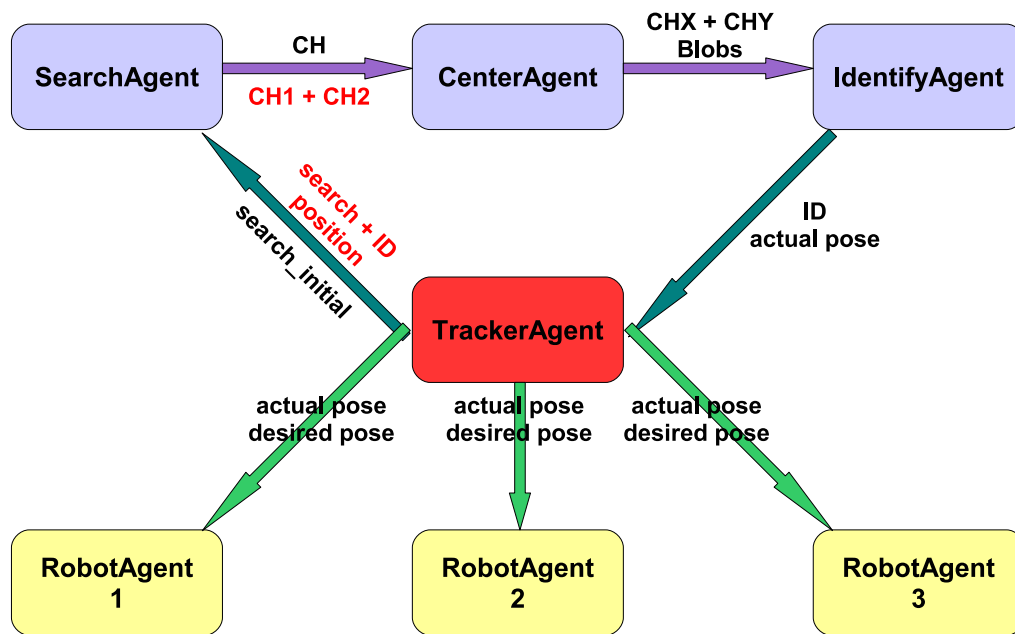 CH
CHX + CHY
Blobs
SearchAgent
CenterAgent
IdentifyAgent
CH1 + CH2
search + ID
position
search_initial
ID
actual pose
TrackerAgent
actual pose
desired pose
actual pose
desired pose
actual pose
desired pose
RobotAgent
1
RobotAgent
2
RobotAgent
3